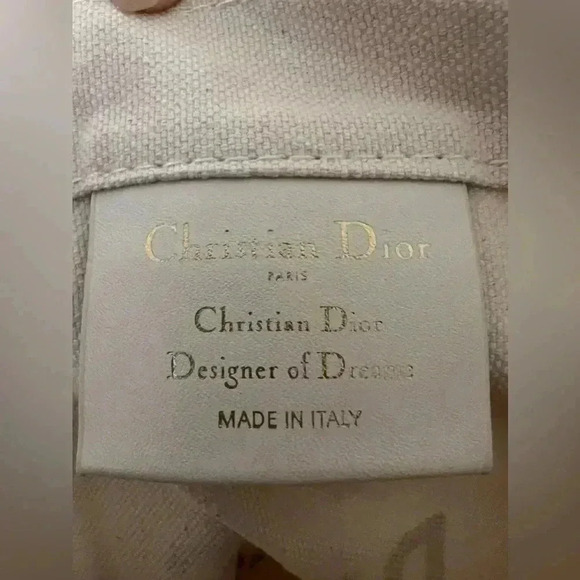 Christian Dior
PARIS
Christian Dior
Designer of Dreams
MADE IN ITALY